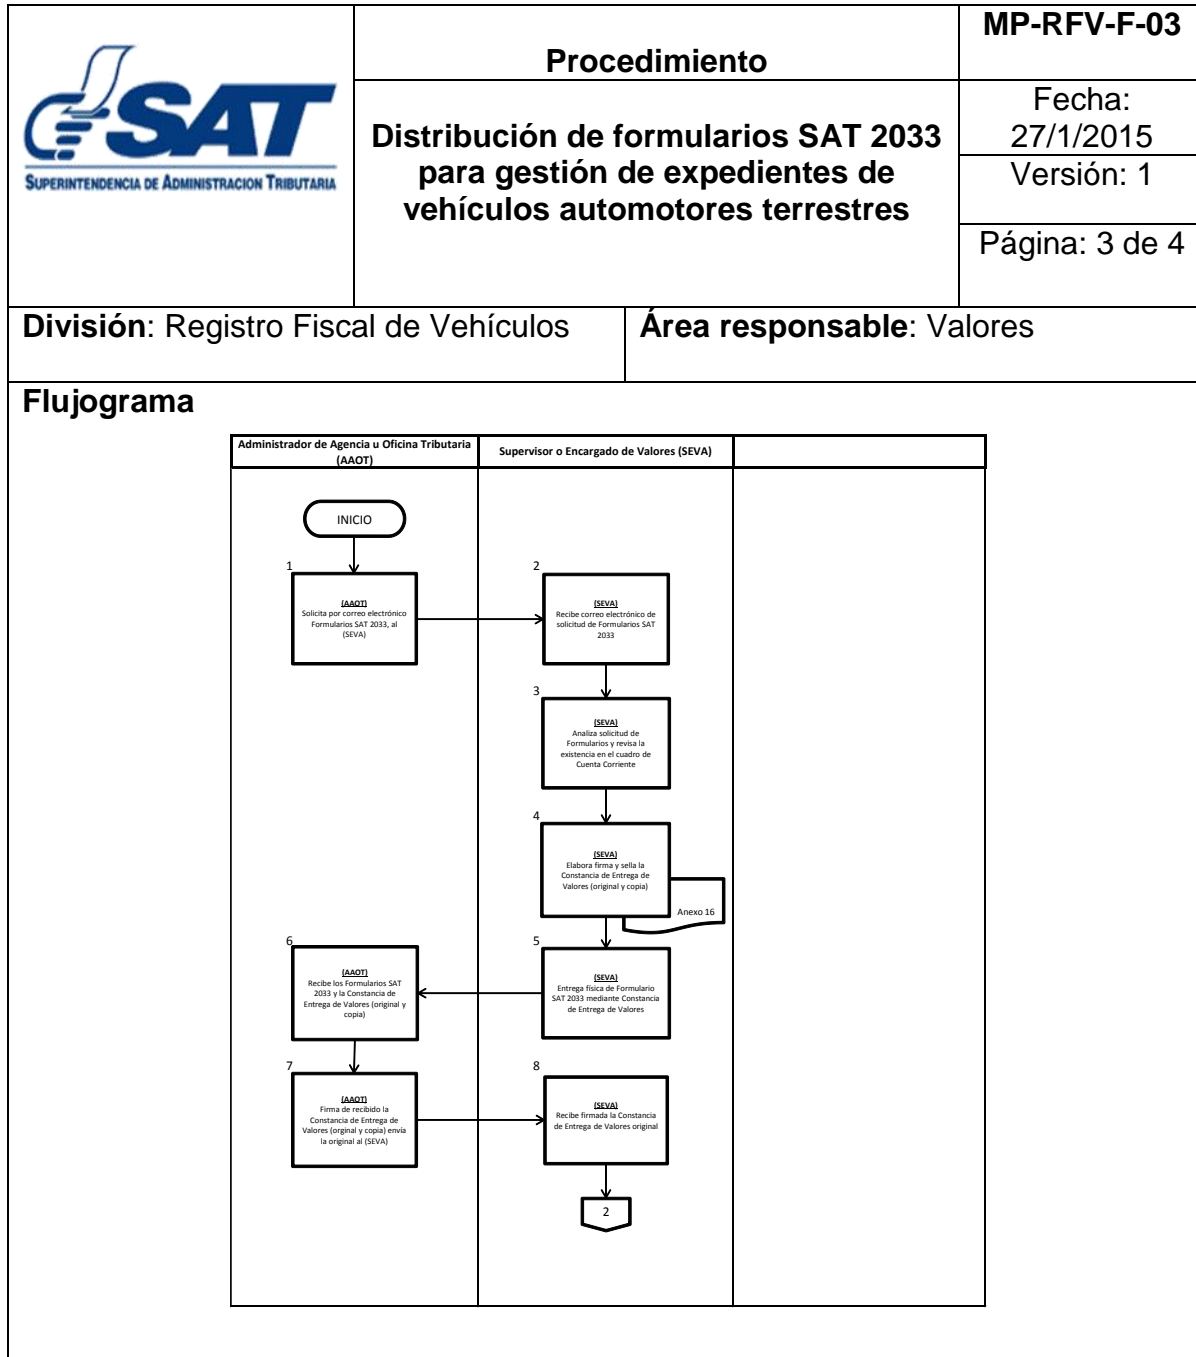 SAT
SUPERINTENDENCIA DE ADMINISTRACION TRIBUTARIA
Procedimiento
Distribución de formularios SAT 2033
para gestión de expedientes de
vehículos automotores terrestres
MP-RFV-F-03
Fecha:
27/1/2015
Versión: 1
Página: 3 de 4
División: Registro Fiscal de Vehículos
Área responsable: Valores
Flujograma
Administrador de Agencia u Oficina Tributaria
(AAOT)
Supervisor o Encargado de Valores (SEVA)
INICIO
1
(AAOT)
Solicita por correo electrónico
Formularios SAT 2033, al
(SEVA)
2
(SEVA)
Recibe correo electrónico de
solicitud de Formularios SAT
2033
3
(SEVA)
Analiza solicitud de
Formularios y revisa la
existencia en el cuadro de
Cuenta Corriente
4
(SEVA)
Elabora firma y sella la
Constancia de Entrega de
Valores (original y copia)
Anexo 16
5
(SEVA)
Entrega física de Formulario
SAT 2033 mediante Constancia
de Entrega de Valores
6
(AAOT)
Recibe los Formularios SAT
2033 y la Constancia de
Entrega de Valores (original y
copia)
7
(AAOT)
Firma de recibido la
Constancia de Entrega de
Valores (orginal y copia) envía
la original al (SEVA)
8
(SEVA)
Recibe firmada la Constancia
de Entrega de Valores original
2